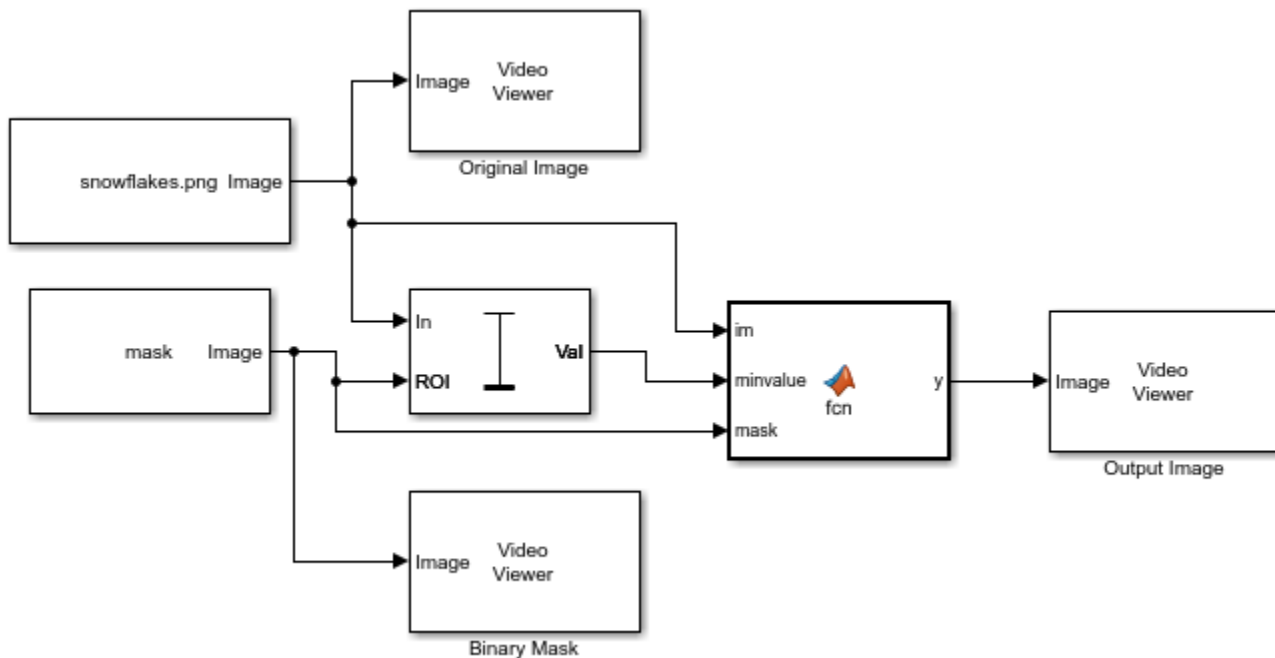 Image
Video
Viewer
Original Image
snowflakes.png Image
mask Image
In
ROI
Val
im
minvalue
mask
fcn
y
Image
Video
Viewer
Output Image
Image
Video
Viewer
Binary Mask